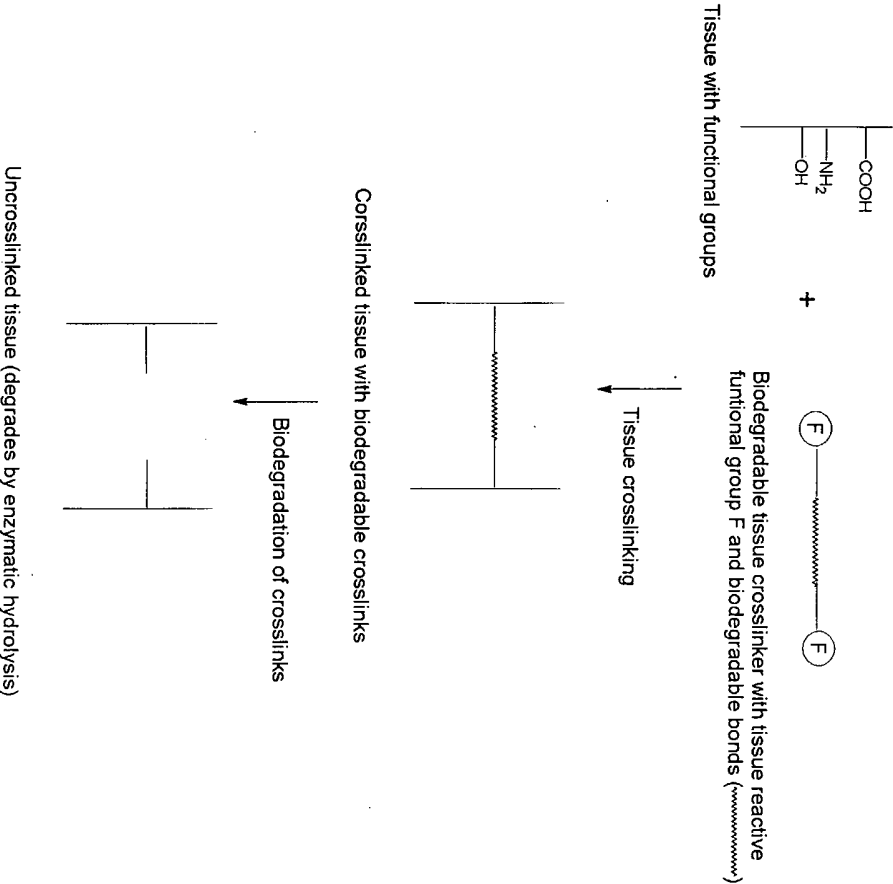 -COOH
-NH2
-OH
+
F
F
Tissue with functional groups
Biodegradable tissue crosslinker with tissue reactive
funtional group F and biodegradable bonds ( )
Tissue crosslinking
Corsslinked tissue with biodegradable crosslinks
Biodegradation of crosslinks
Uncrosslinked tissue (degrades by enzymatic hydrolysis)